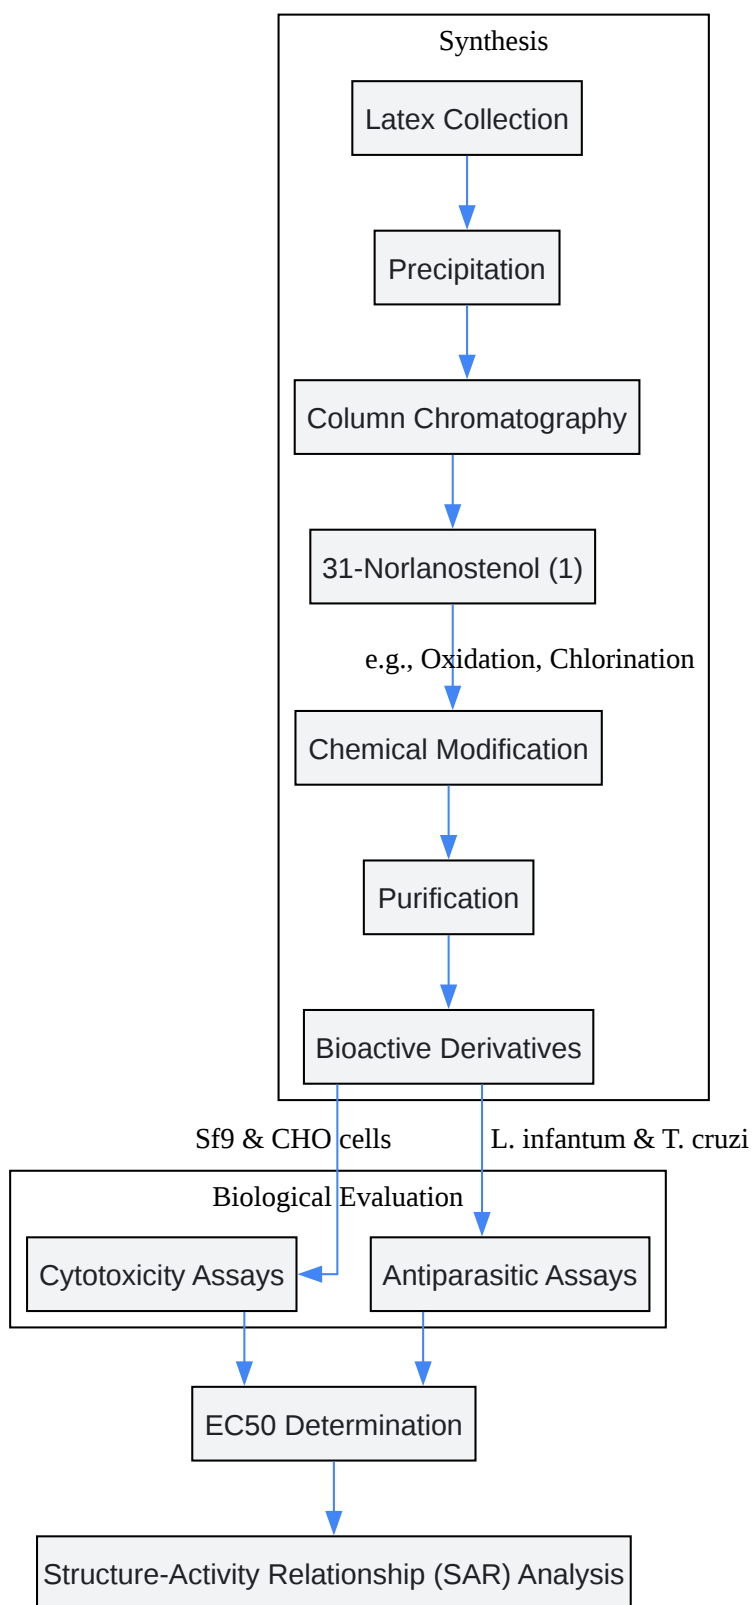 Synthesis
Latex Collection
Precipitation
Column Chromatography
31-Norlanostenol (1)
e.g., Oxidation, Chlorination
Chemical Modification
Purification
Bioactive Derivatives
Sf9 & CHO cells
L. infantum & T. cruzi
Biological Evaluation
Cytotoxicity Assays
Antiparasitic Assays
EC50 Determination
Structure-Activity Relationship (SAR) Analysis